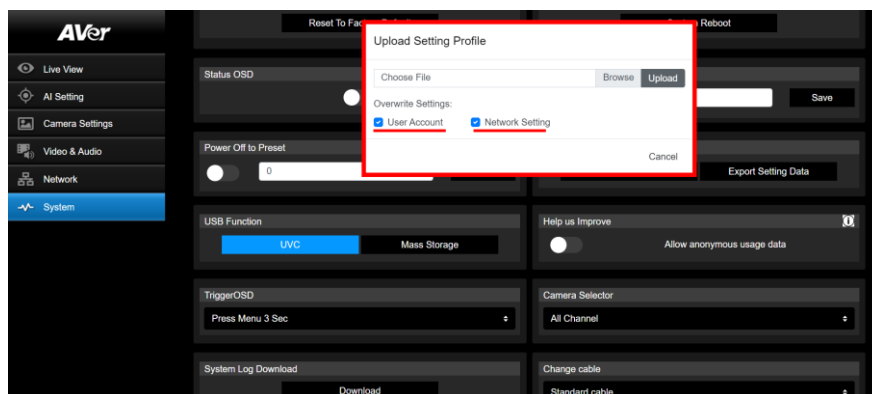 AVer
Live View
AI Setting
Camera Settings
Video & Audio
Network
System
Reset To
Reboot
Upload Setting Profile
Choose File
Browse
Upload
Overwrite Settings:
User Account
Network Setting
Cancel
Status OSD
Save
Power Off to Preset
0
Export Setting Data
USB Function
UVC
Mass Storage
Help us Improve
Allow anonymous usage data
TriggerOSD
Press Menu 3 Sec
Camera Selector
All Channel
System Log Download
Download
Change cable
Standard cable